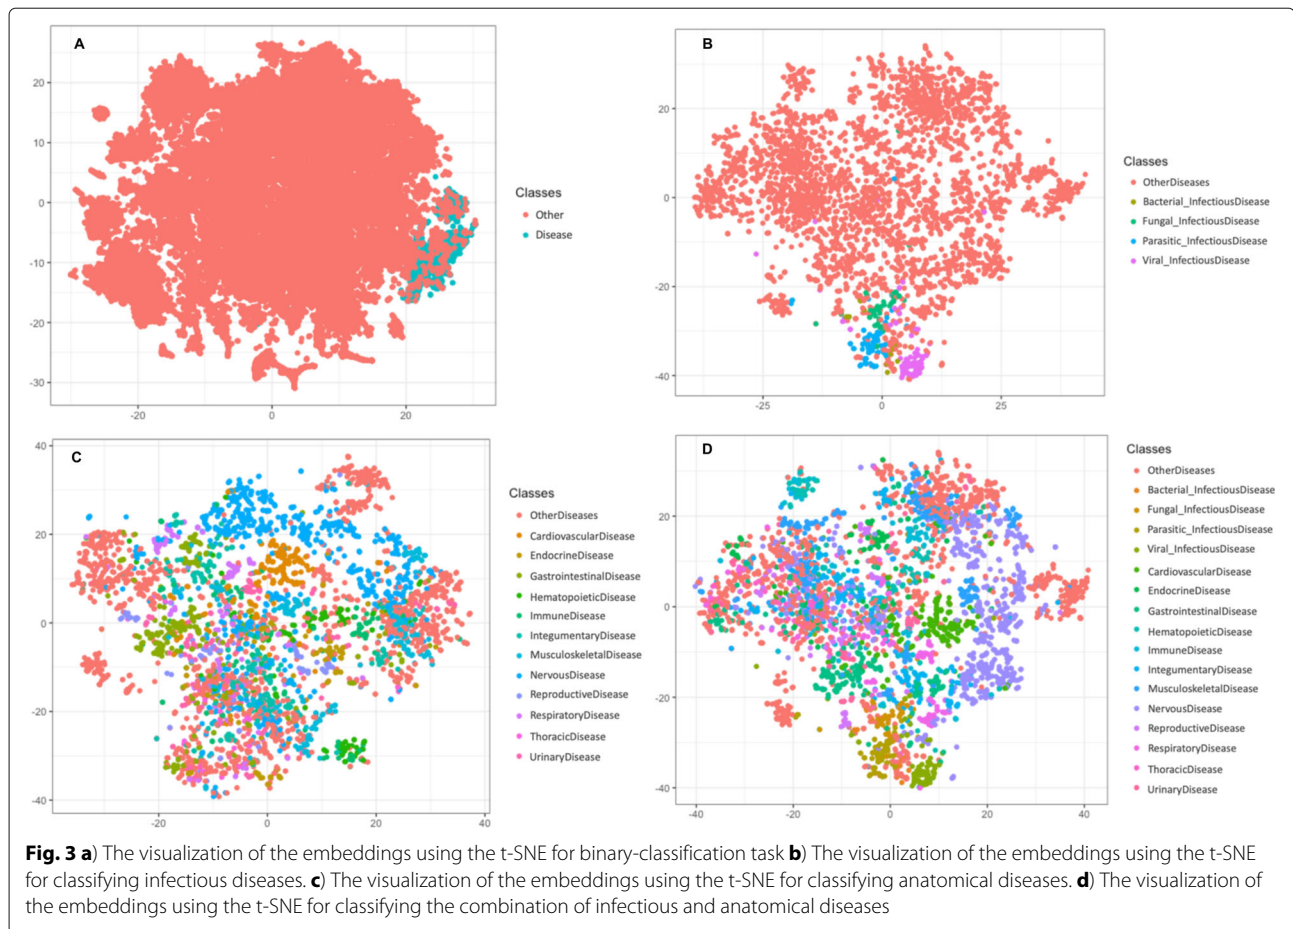 A
20
10
0
-10
-20
-30
-20
0
20
Classes
Other
Disease
B
20
0
-20
-40
-25
0
25
Classes
OtherDiseases
Bacterial_InfectiousDisease
Fungal_InfectiousDisease
Parasitic_InfectiousDisease
Viral_InfectiousDisease
C
40
20
0
-20
-40
-20
0
20
40
Classes
OtherDiseases
CardiovascularDisease
EndocrineDisease
GastrointestinalDisease
HematopoieticDisease
ImmuneDisease
IntegumentaryDisease
MusculoskeletalDisease
NervousDisease
ReproductiveDisease
RespiratoryDisease
ThoracicDisease
UrinaryDisease
D
20
0
-20
-40
-40
-20
0
20
40
Classes
OtherDiseases
Bacterial_InfectiousDisease
Fungal_InfectiousDisease
Parasitic_InfectiousDisease
Viral_InfectiousDisease
CardiovascularDisease
EndocrineDisease
GastrointestinalDisease
HematopoieticDisease
ImmuneDisease
IntegumentaryDisease
MusculoskeletalDisease
NervousDisease
ReproductiveDisease
RespiratoryDisease
ThoracicDisease
UrinaryDisease
Fig. 3 a) The visualization of the embeddings using the t-SNE for binary-classification task b) The visualization of the embeddings using the t-SNE
for classifying infectious diseases. c) The visualization of the embeddings using the t-SNE for classifying anatomical diseases. d) The visualization of
the embeddings using the t-SNE for classifying the combination of infectious and anatomical diseases